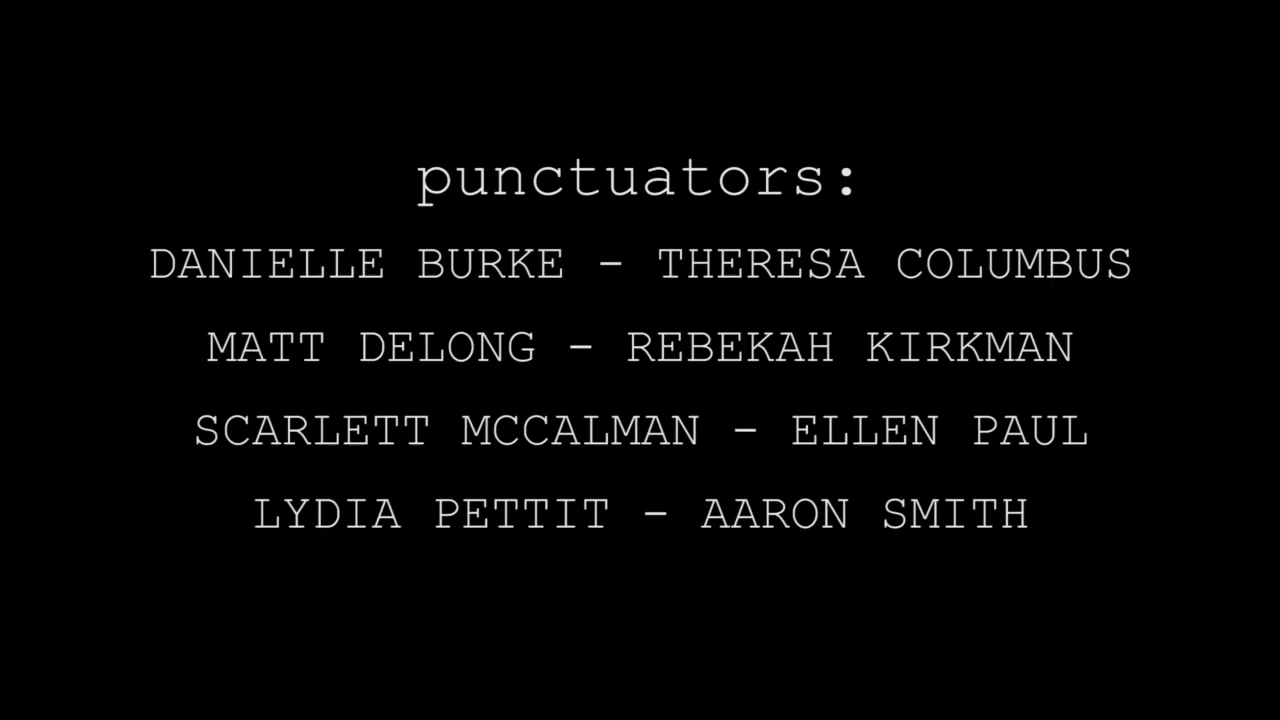 punctuators:
DANIELLE BURKE - THERESA COLUMBUS
MATT DELONG - REBEKAH KIRKMAN
SCARLETT MCCALMAN - ELLEN PAUL
LYDIA PETTIT - AARON SMITH